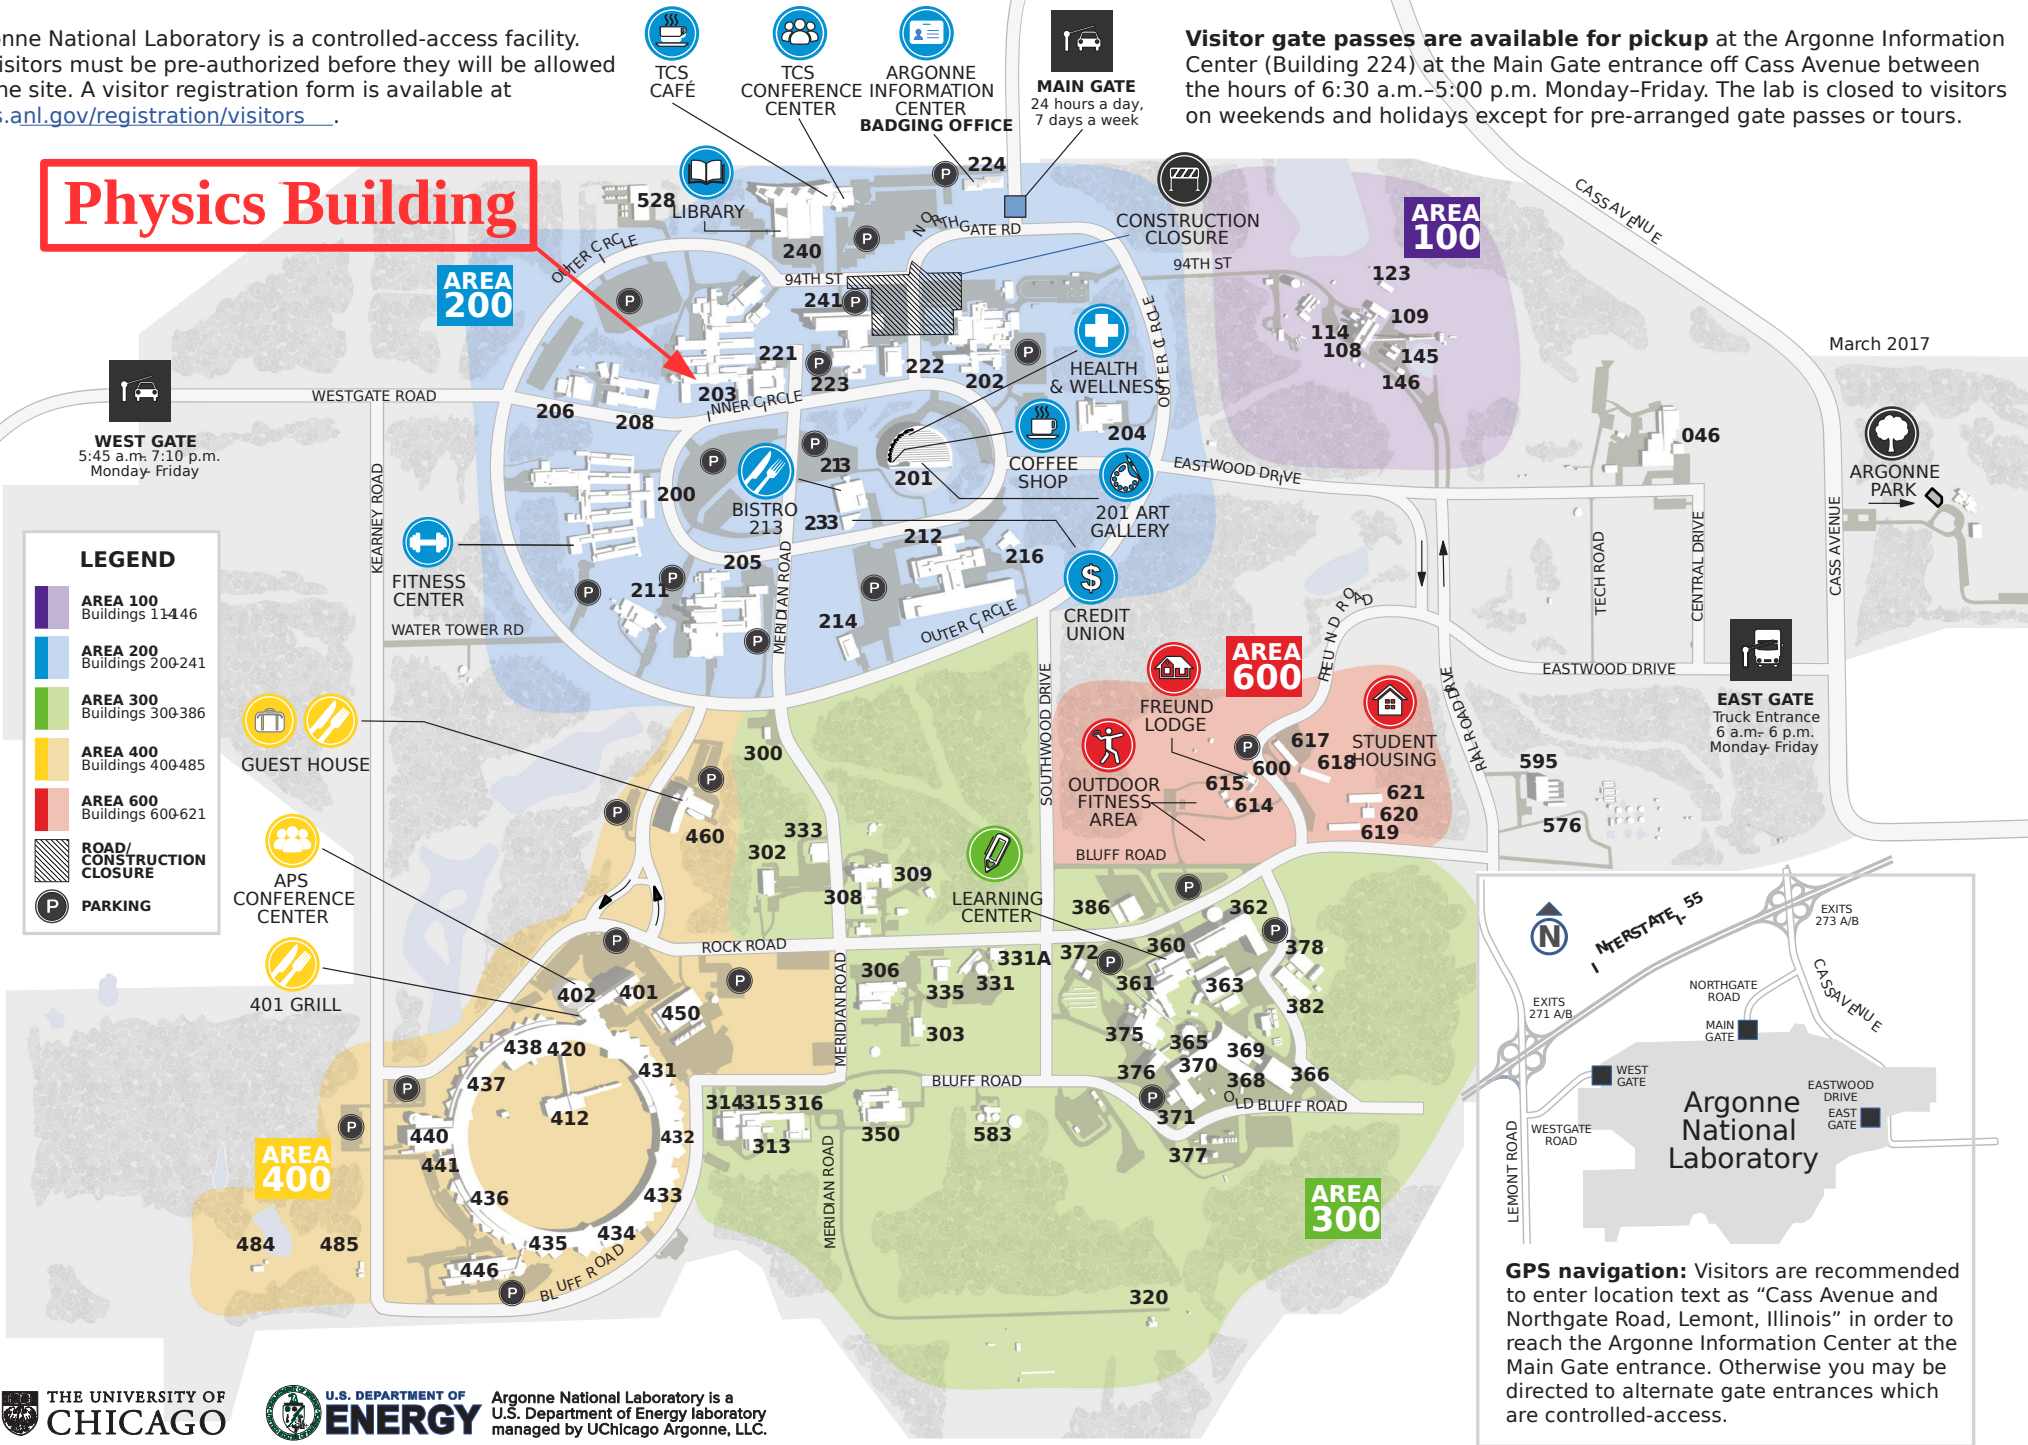 nne National Laboratory is a controlled-access facility.
isitors must be pre-authorized before they will be allowed
ne site. A visitor registration form is available at
s.anl.gov/registration/visitors .
Visitor gate passes are available for pickup at the Argonne Information
Center (Building 224) at the Main Gate entrance off Cass Avenue between
the hours of 6:30 a.m.–5:00 p.m. Monday–Friday. The lab is closed to visitors
on weekends and holidays except for pre-arranged gate passes or tours.
TCS
CAFÉ
TCS
CONFERENCE
CENTER
ARGONNE
INFORMATION
CENTER
BADGING OFFICE
MAIN GATE
24 hours a day,
7 days a week
Physics Building
528
LIBRARY
240
P
224
P
NORTHGATE RD
CONSTRUCTION
CLOSURE
AREA
100
CASS AVENUE
OUTER CIRCLE
AREA
200
94TH ST
94TH ST
241
P
P
123
109
114
108
145
146
March 2017
221
P
223
222
202
P
HEALTH
& WELLNESS
OUTER CIRCLE
203
INNER CIRCLE
206
208
WESTGATE ROAD
WEST GATE
5:45 a.m.- 7:10 p.m.
Monday- Friday
204
COFFEE
SHOP
EASTWOOD DRIVE
046
ARGONNE
PARK
P
213
P
200
201
BISTRO
213
233
212
201 ART
GALLERY
216
205
P
211
P
P
214
P
MERIDIAN ROAD
OUTER CIRCLE
CREDIT
UNION
$
KEARNEY ROAD
FITNESS
CENTER
WATER TOWER RD
TECH ROAD
CENTRAL DRIVE
CASS AVENUE
LEGEND
AREA 100
Buildings 114-146
AREA 200
Buildings 200-241
AREA 300
Buildings 300-386
AREA 400
Buildings 400-485
AREA 600
Buildings 600-621
ROAD/
CONSTRUCTION
CLOSURE
P
PARKING
FREUND ROAD
AREA
600
FREUND
LODGE
STUDENT
HOUSING
OUTDOOR
FITNESS
AREA
P
617
618
600
615
614
621
620
619
RAILROAD DRIVE
EASTWOOD DRIVE
EAST GATE
Truck Entrance
6 a.m.- 6 p.m.
Monday- Friday
595
576
SOUTHWOOD DRIVE
BLUFF ROAD
GUEST HOUSE
300
P
P
460
333
302
308
309
LEARNING
CENTER
386
P
362
P
378
APS
CONFERENCE
CENTER
401 GRILL
P
ROCK ROAD
P
402
401
450
306
335
331
331A
303
372
P
360
361
363
382
375
365
369
376
370
368
366
P
371
OLD BLUFF ROAD
377
MERIDIAN ROAD
BLUFF ROAD
438
420
437
431
412
P
P
440
441
432
436
433
435
434
446
P
BLUFF ROAD
AREA
400
484
485
314
315
316
313
350
583
MERIDIAN ROAD
AREA
300
320
N
INTERSTATE I- 55
EXITS
273 A/B
EXITS
271 A/B
NORTHGATE
ROAD
CASS AVENUE
MAIN
GATE
WEST
GATE
EASTWOOD
DRIVE
EAST
GATE
WESTGATE
ROAD
LEMONT ROAD
Argonne
National
Laboratory
GPS navigation: Visitors are recommended
to enter location text as “Cass Avenue and
Northgate Road, Lemont, Illinois” in order to
reach the Argonne Information Center at the
Main Gate entrance. Otherwise you may be
directed to alternate gate entrances which
are controlled-access.
THE UNIVERSITY OF
CHICAGO
U.S. DEPARTMENT OF
ENERGY
Argonne National Laboratory is a
U.S. Department of Energy laboratory
managed by UChicago Argonne, LLC.